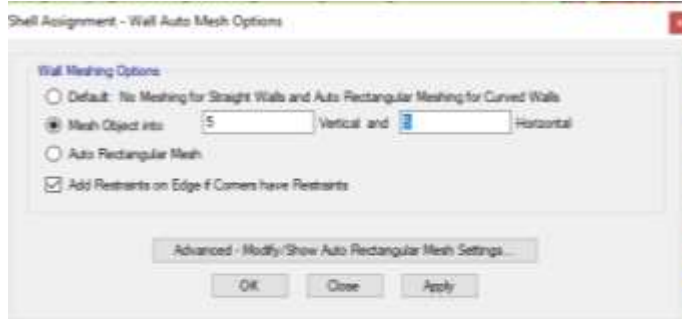 Shell Assignment - Wall Auto Mesh Options
Wall Meshing Options
Default: No Meshing for Straight Walls and Auto Rectangular Meshing for Curved Walls
Mesh Object into 5 Vertical and Horizontal
Auto Rectangular Mesh
Add Restraints on Edge if Corners have Restraints
Advanced - Modify/Show Auto Rectangular Mesh Settings...
OK Close Apply